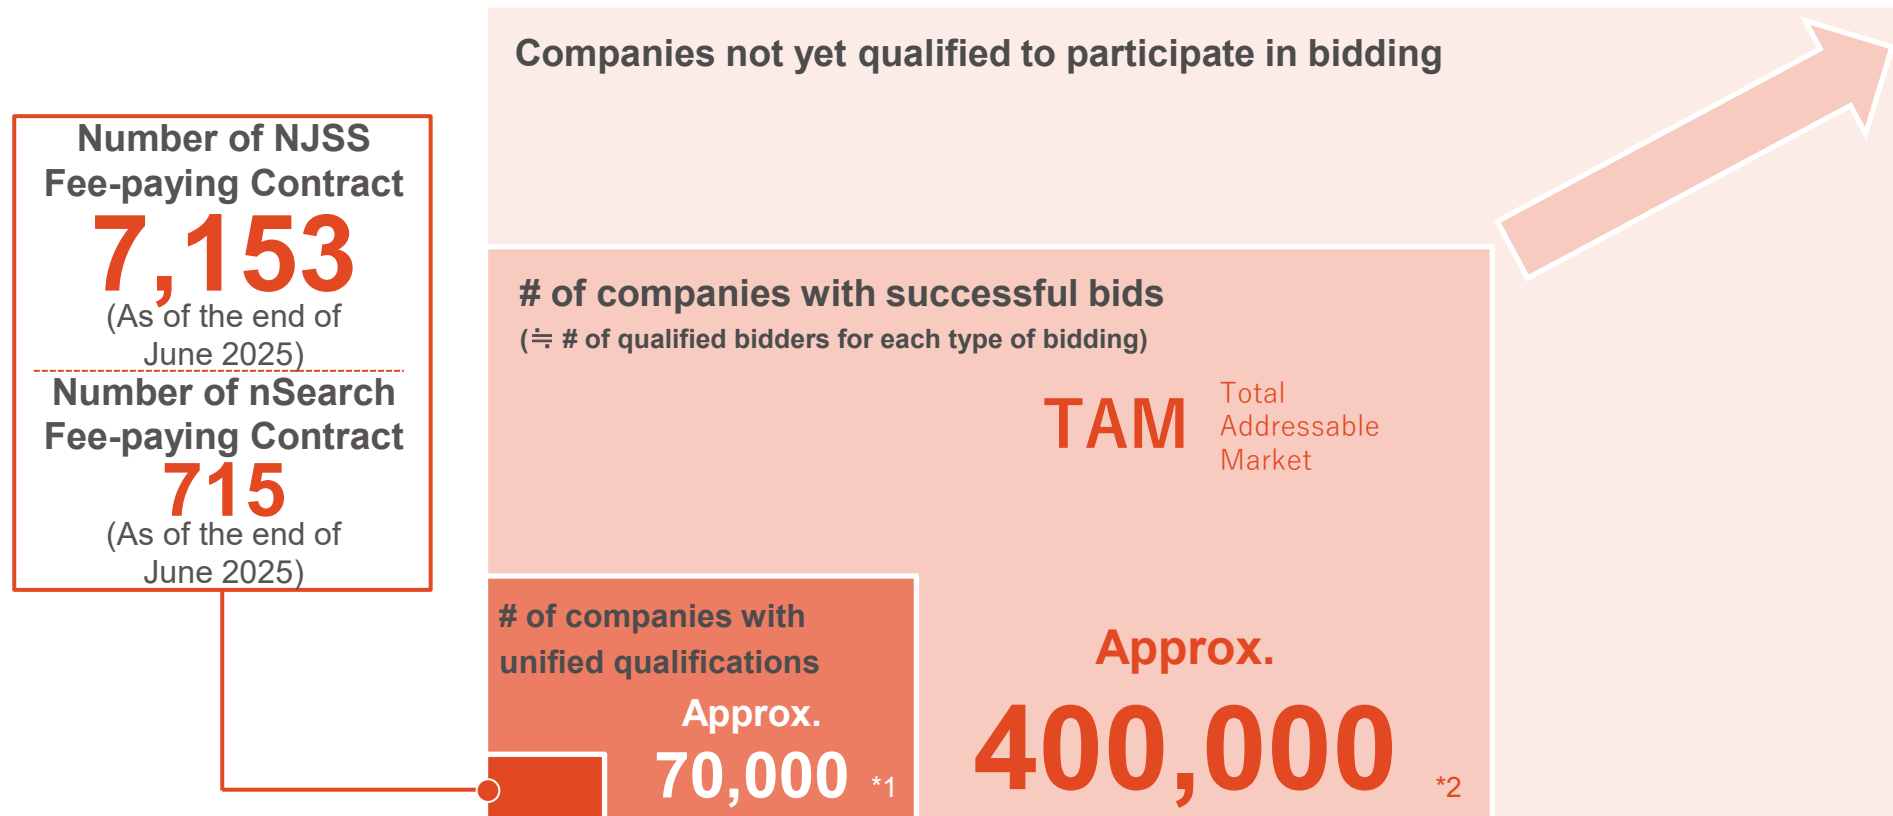 Number of NJSS
Fee-paying Contract
7,153
(As of the end of
June 2025)
Number of nSearch
Fee-paying Contract
715
(As of the end of
June 2025)
Companies not yet qualified to participate in bidding
# of companies with successful bids
(≒ # of qualified bidders for each type of bidding)
TAM
Total
Addressable
Market
Approx.
400,000 *2
# of companies with
unified qualifications
Approx.
70,000 *1